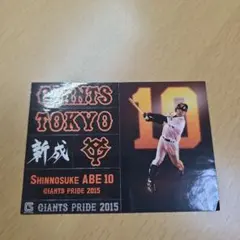 GIANTS
TOKYO
新成
SHINNOSUKE ABE 10
GIANTS PRIDE 2015
GIANTS PRIDE 2015
10